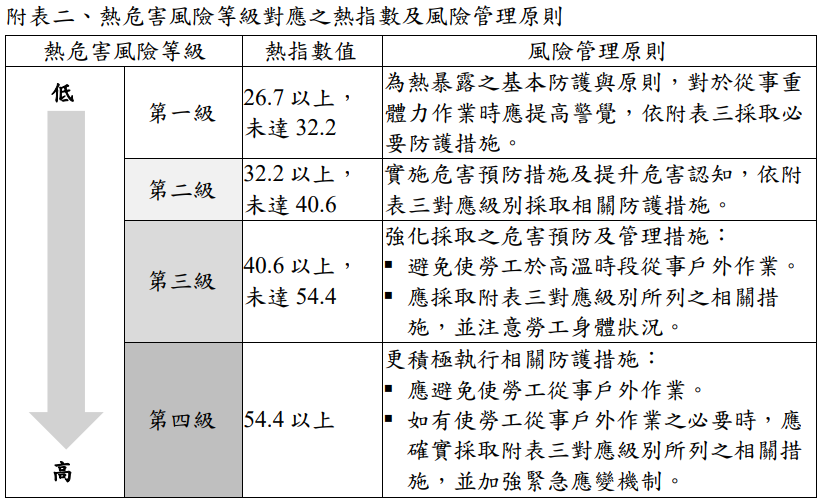 附表二、熱危害風險等級對應之熱指數及風險管理原則
熱危害風險等級
熱指數值
風險管理原則
低
第一級
26.7 以上，
未達 32.2
為熱暴露之基本防護與原則，對於從事重
體力作業時應提高警覺，依附表三採取必
要防護措施。
第二級
32.2 以上，
未達 40.6
實施危害預防措施及提升危害認知，依附
表三對應級別採取相關防護措施。
第三級
40.6 以上，
未達 54.4
強化採取之危害預防及管理措施：
▪ 避免使勞工於高溫時段從事戶外作業。
▪ 應採取附表三對應級別所列之相關措
施，並注意勞工身體狀況。
第四級
54.4 以上
更積極執行相關防護措施：
▪ 應避免使勞工從事戶外作業。
▪ 如有使勞工從事戶外作業之必要時，應
確實採取附表三對應級別所列之相關措
施，並加強緊急應變機制。
高